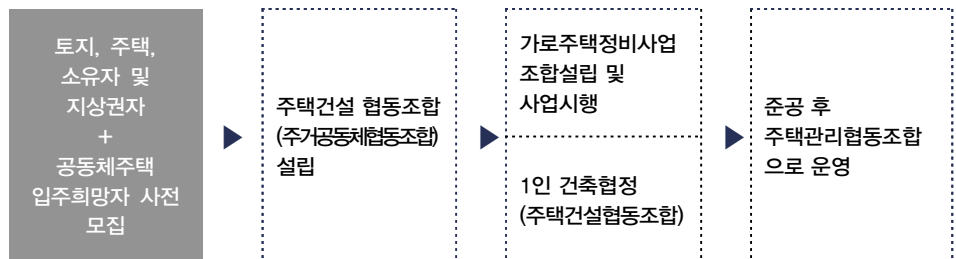 토지, 주택,
소유자 및
지상권자
+
공동체주택
입주희망자 사전
모집
주택건설 협동조합
(주거공동체협동조합)
설립
가로주택정비사업
조합설립 및
사업시행
1인 건축협정
(주택건설협동조합)
준공 후
주택관리협동조합
으로 운영